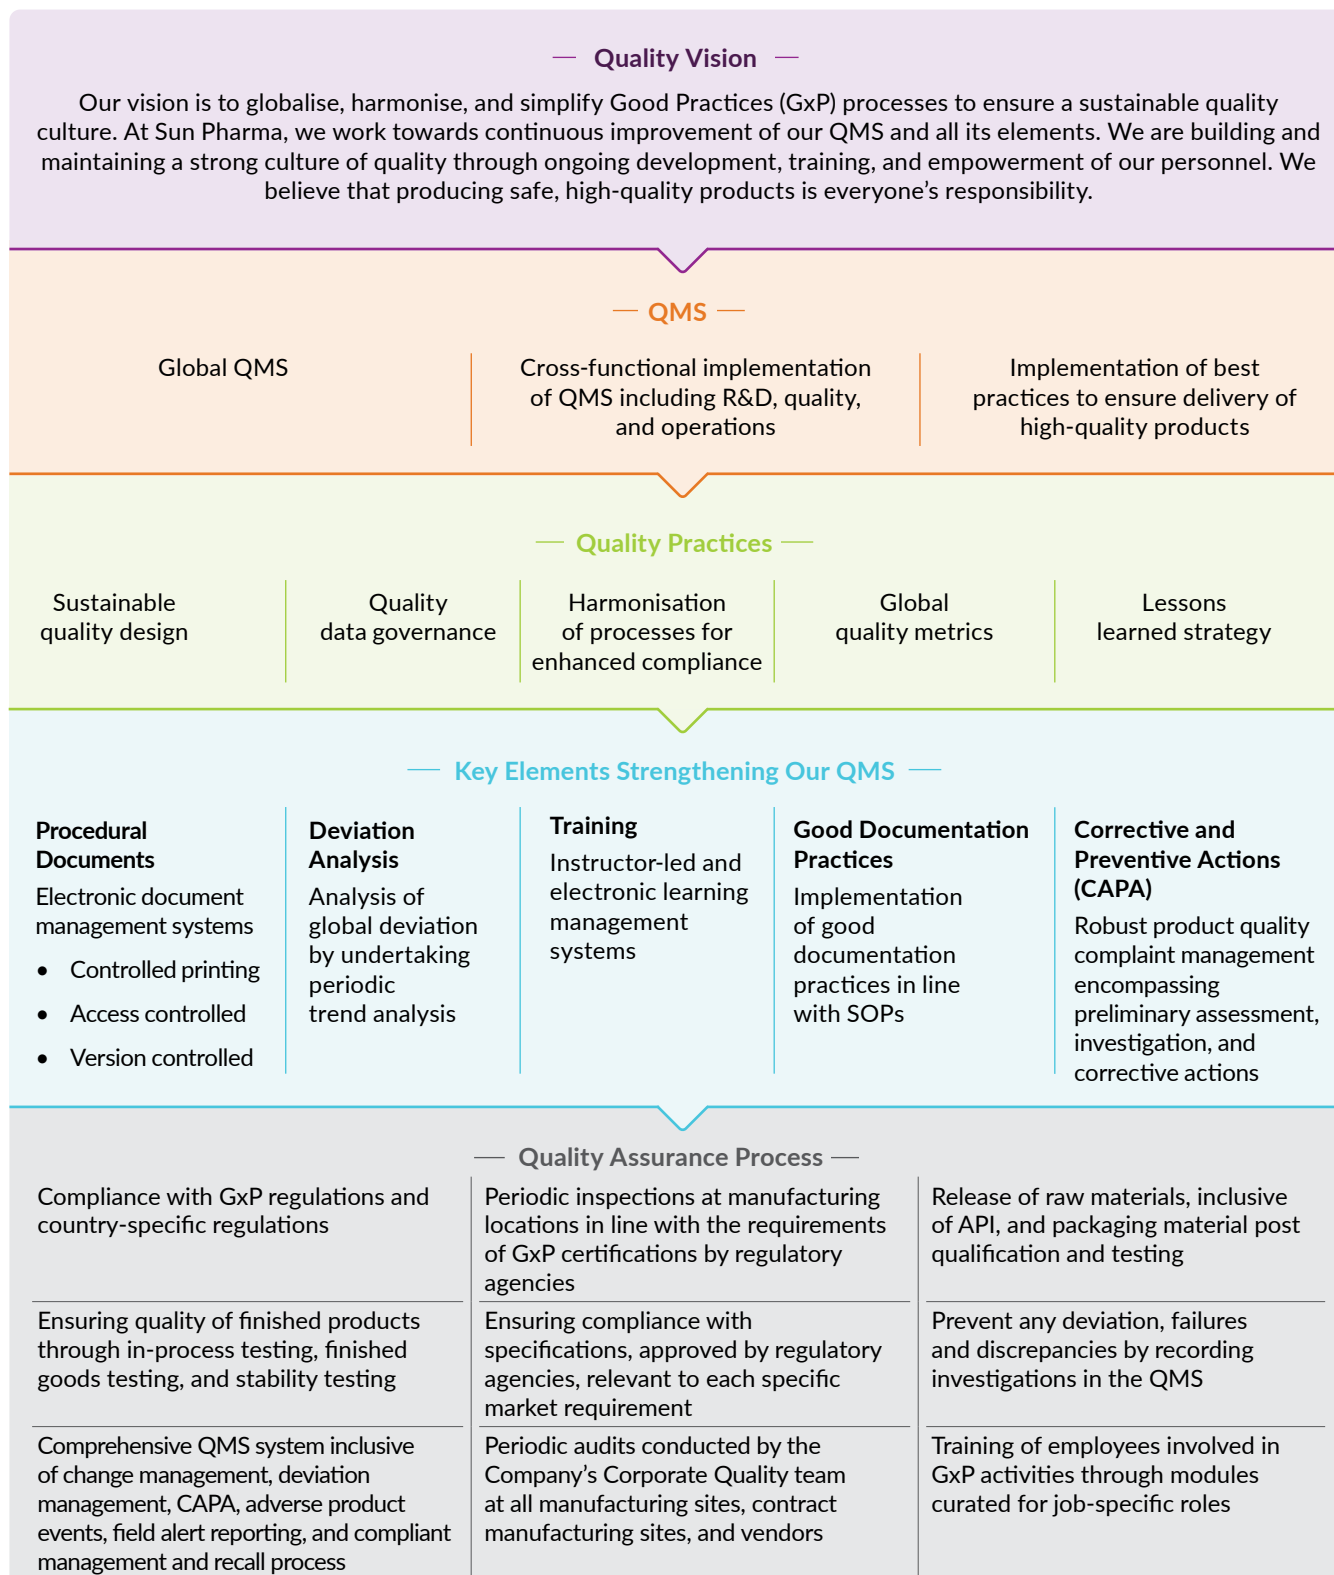 Quality Vision
Our vision is to globalise, harmonise, and simplify Good Practices (GxP) processes to ensure a sustainable quality
culture. At Sun Pharma, we work towards continuous improvement of our QMS and all its elements. We are building and
maintaining a strong culture of quality through ongoing development, training, and empowerment of our personnel. We
believe that producing safe, high-quality products is everyone’s responsibility.
QMS
Global QMS
Cross-functional implementation
of QMS including R&D, quality,
and operations
Implementation of best
practices to ensure delivery of
high-quality products
Quality Practices
Sustainable
quality design
Quality
data governance
Harmonisation
of processes for
enhanced compliance
Global
quality metrics
Lessons
learned strategy
Key Elements Strengthening Our QMS
Procedural
Documents
Electronic document
management systems
• Controlled printing
• Access controlled
• Version controlled
Deviation
Analysis
Analysis of
global deviation
by undertaking
periodic
trend analysis
Training
Instructor-led and
electronic learning
management
systems
Good Documentation
Practices
Implementation
of good
documentation
practices in line
with SOPs
Corrective and
Preventive Actions
(CAPA)
Robust product quality
complaint management
encompassing
preliminary assessment,
investigation, and
corrective actions
Quality Assurance Process
Compliance with GxP regulations and
country-specific regulations
Periodic inspections at manufacturing
locations in line with the requirements
of GxP certifications by regulatory
agencies
Release of raw materials, inclusive
of API, and packaging material post
qualification and testing
Ensuring quality of finished products
through in-process testing, finished
goods testing, and stability testing
Ensuring compliance with
specifications, approved by regulatory
agencies, relevant to each specific
market requirement
Prevent any deviation, failures
and discrepancies by recording
investigations in the QMS
Comprehensive QMS system inclusive
of change management, deviation
management, CAPA, adverse product
events, field alert reporting, and compliant
management and recall process
Periodic audits conducted by the
Company’s Corporate Quality team
at all manufacturing sites, contract
manufacturing sites, and vendors
Training of employees involved in
GxP activities through modules
curated for job-specific roles